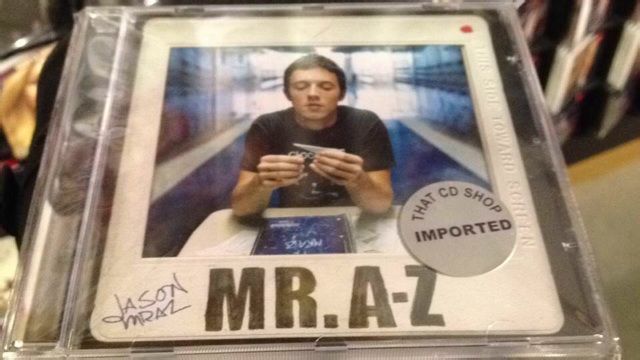 THIS SIDE TOWARD SCREEN
THAT CD SHOP
IMPORTED
JASON
MRAZ
MR. A-Z